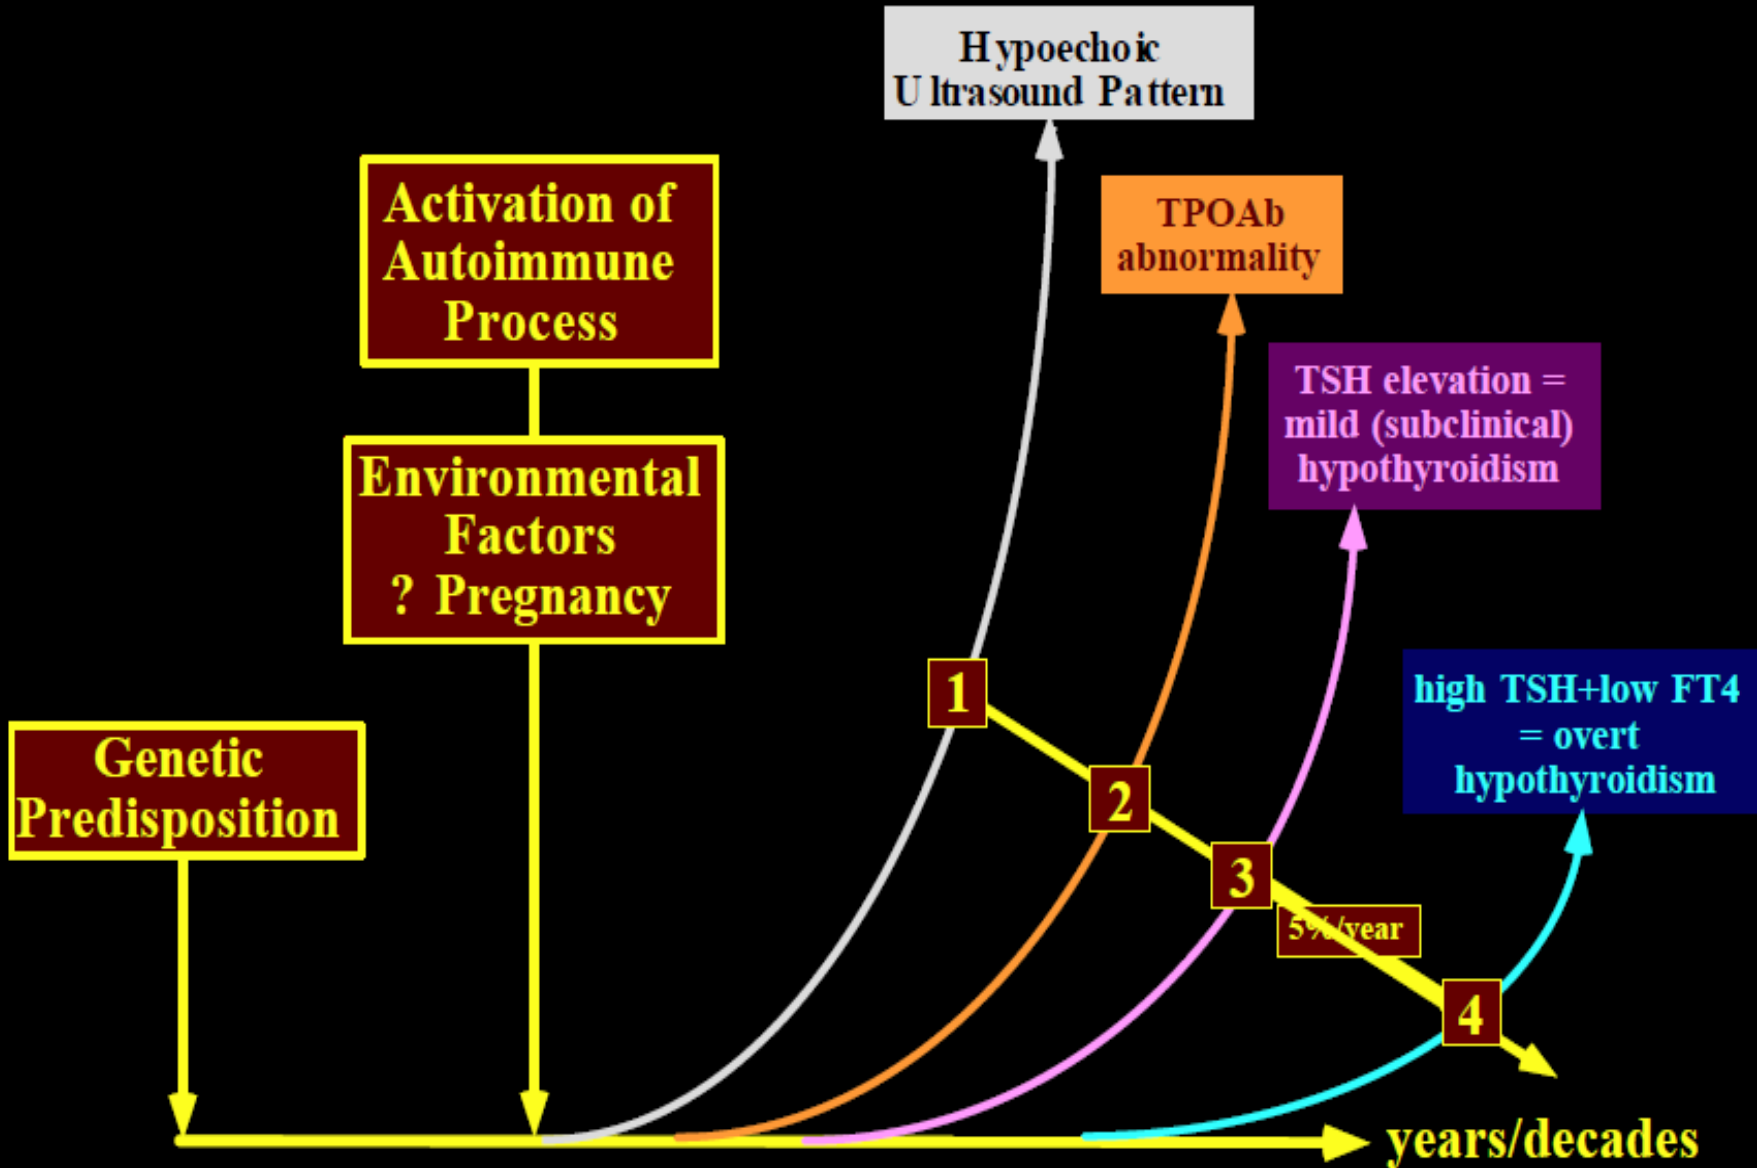 Hypoechoic
Ultrasound Pattern
Activation of
Autoimmune
Process
TPOAb
abnormality
TSH elevation =
mild (subclinical)
hypothyroidism
Environmental
Factors
? Pregnancy
high TSH+low FT4
= overt
hypothyroidism
Genetic
Predisposition
1
2
3
5%/year
4
years/decades